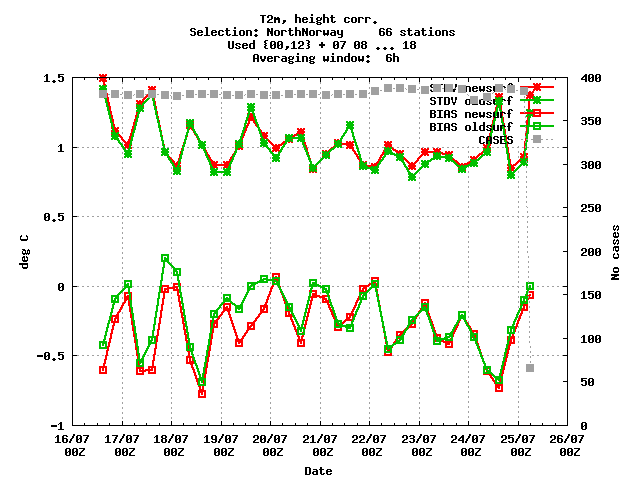 T2m, height corr.
Selection: NorthNorway 66 stations
Used {00,12} + 07 08 ... 18
Averaging window: 6h
STDV newsurf
STDV oldsurf
BIAS newsurf
BIAS oldsurf
CASES
1.5
1
0.5
0
-0.5
-1
deg C
400
350
300
250
200
150
100
50
0
No cases
16/07 17/07 18/07 19/07 20/07 21/07 22/07 23/07 24/07 25/07 26/07
00Z 00Z 00Z 00Z 00Z 00Z 00Z 00Z 00Z 00Z 00Z
Date